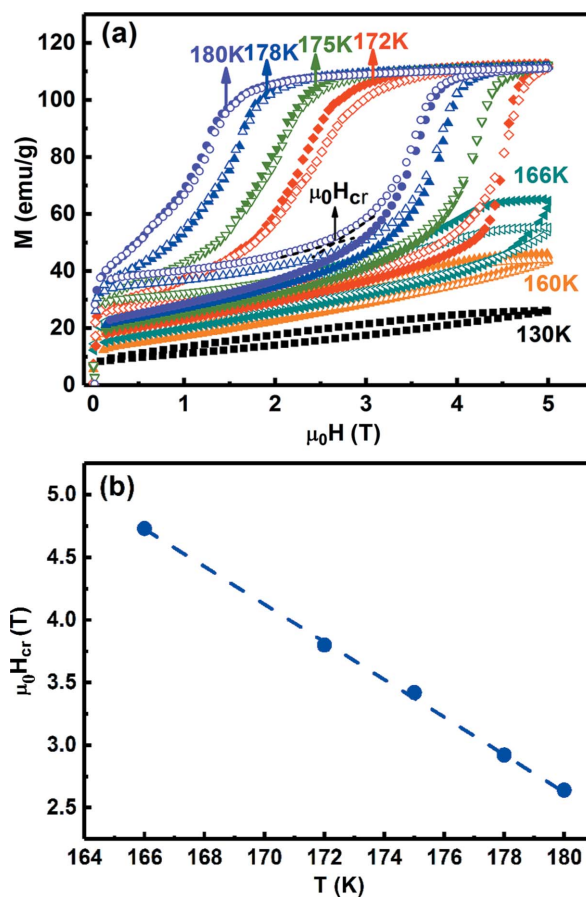 (a)
180K 178K 175K 172K
μ₀H_cr
166K
160K
130K
M (emu/g)
120
100
80
60
40
20
0
0 1 2 3 4 5
μ₀H (T)
(b)
μ₀H_cr (T)
5.0
4.5
4.0
3.5
3.0
2.5
164 166 168 170 172 174 176 178 180
T (K)